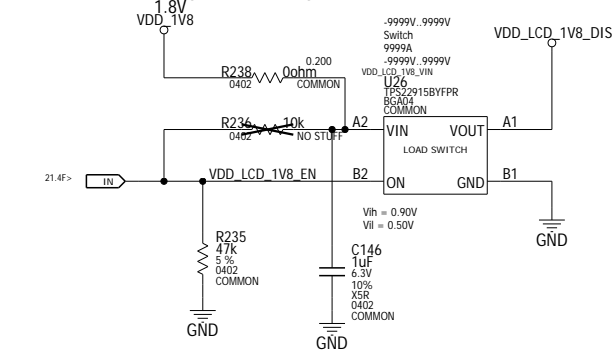 1.8V
VDD_1V8
R238
0ohm
0.200
0402
COMMON
-9999V..9999V
Switch
9999A
-9999V..9999V
VDD_LCD_1V8_VIN
U26
TPS22915BYFPR
BGA04
COMMON
VDD_LCD_1V8_DIS
R236
10k
0402
NO STUFF
A2
VIN
VOUT
A1
LOAD SWITCH
21.4F>
IN
VDD_LCD_1V8_EN
B2
ON
GND
B1
Vih = 0.90V
Vil = 0.50V
GND
R235
47k
5 %
0402
COMMON
GND
C146
1uF
6.3V
10%
X5R
0402
COMMON
GND